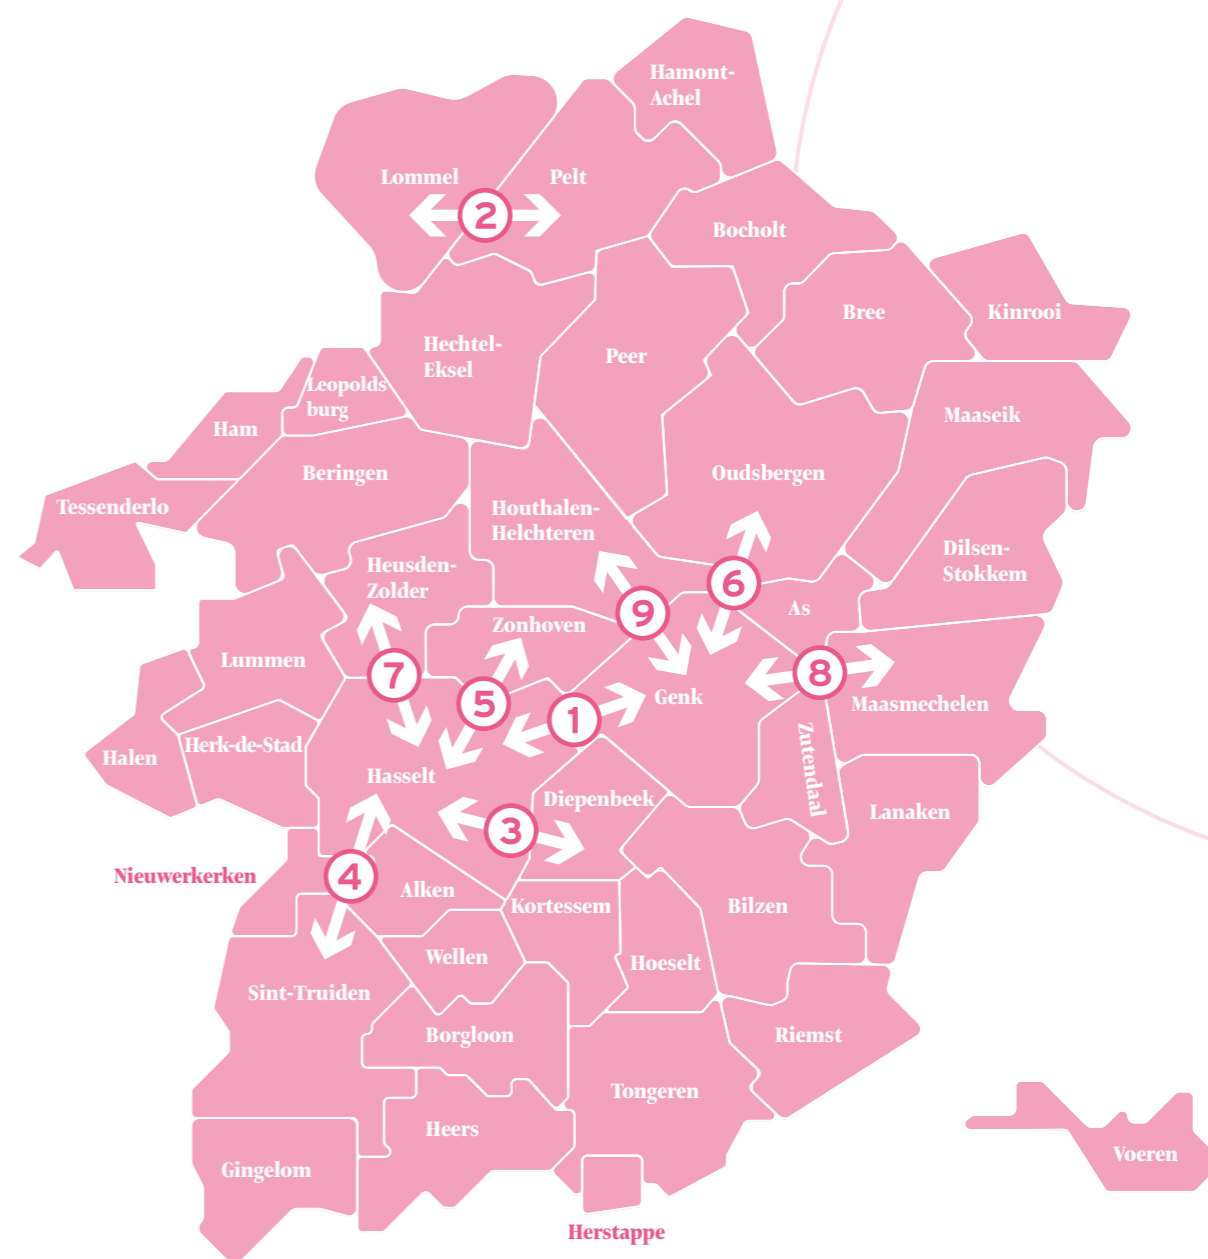 Hamont-
Achel
Lommel
Pelt
2
Bocholt
Bree
Kinrooi
Hechtel-
Eksel
Peer
Leopolds
burg
Ham
Maaseik
Beringen
Oudsbergen
Tessenderlo
Houthalen-
Helchteren
Dilsen-
Stokkem
Heusden-
Zolder
6
9
As
Zonhoven
Lummen
7
8
5
Genk
1
Maasmechelen
Zutendaal
Halen
Herk-de-Stad
Hasselt
Diepenbeek
Lanaken
3
Nieuwerkerken
4
Alken
Kortessem
Bilzen
Wellen
Hoeselt
Sint-Truiden
Borgloon
Riemst
Tongeren
Heers
Voeren
Gingelom
Herstappe